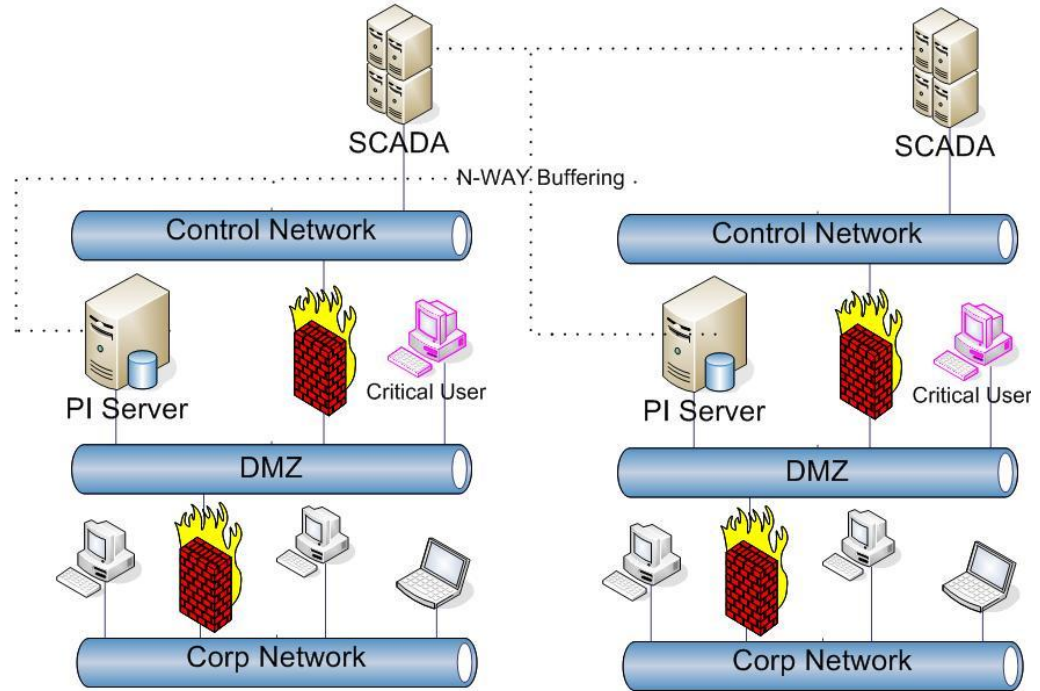 SCADA
SCADA
N-WAY Buffering
Control Network
Control Network
PI Server
Critical User
PI Server
Critical User
DMZ
DMZ
Corp Network
Corp Network